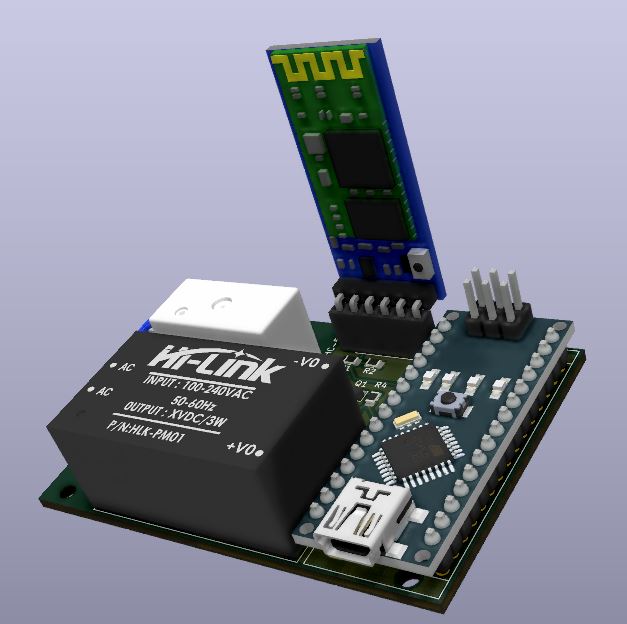 Hi-Link
-VO
AC
INPUT : 100-240VAC
AC
50-60Hz
OUTPUT : XVDC/3W
P/N:HLK-PM01
+VO
R2
Q1 R4